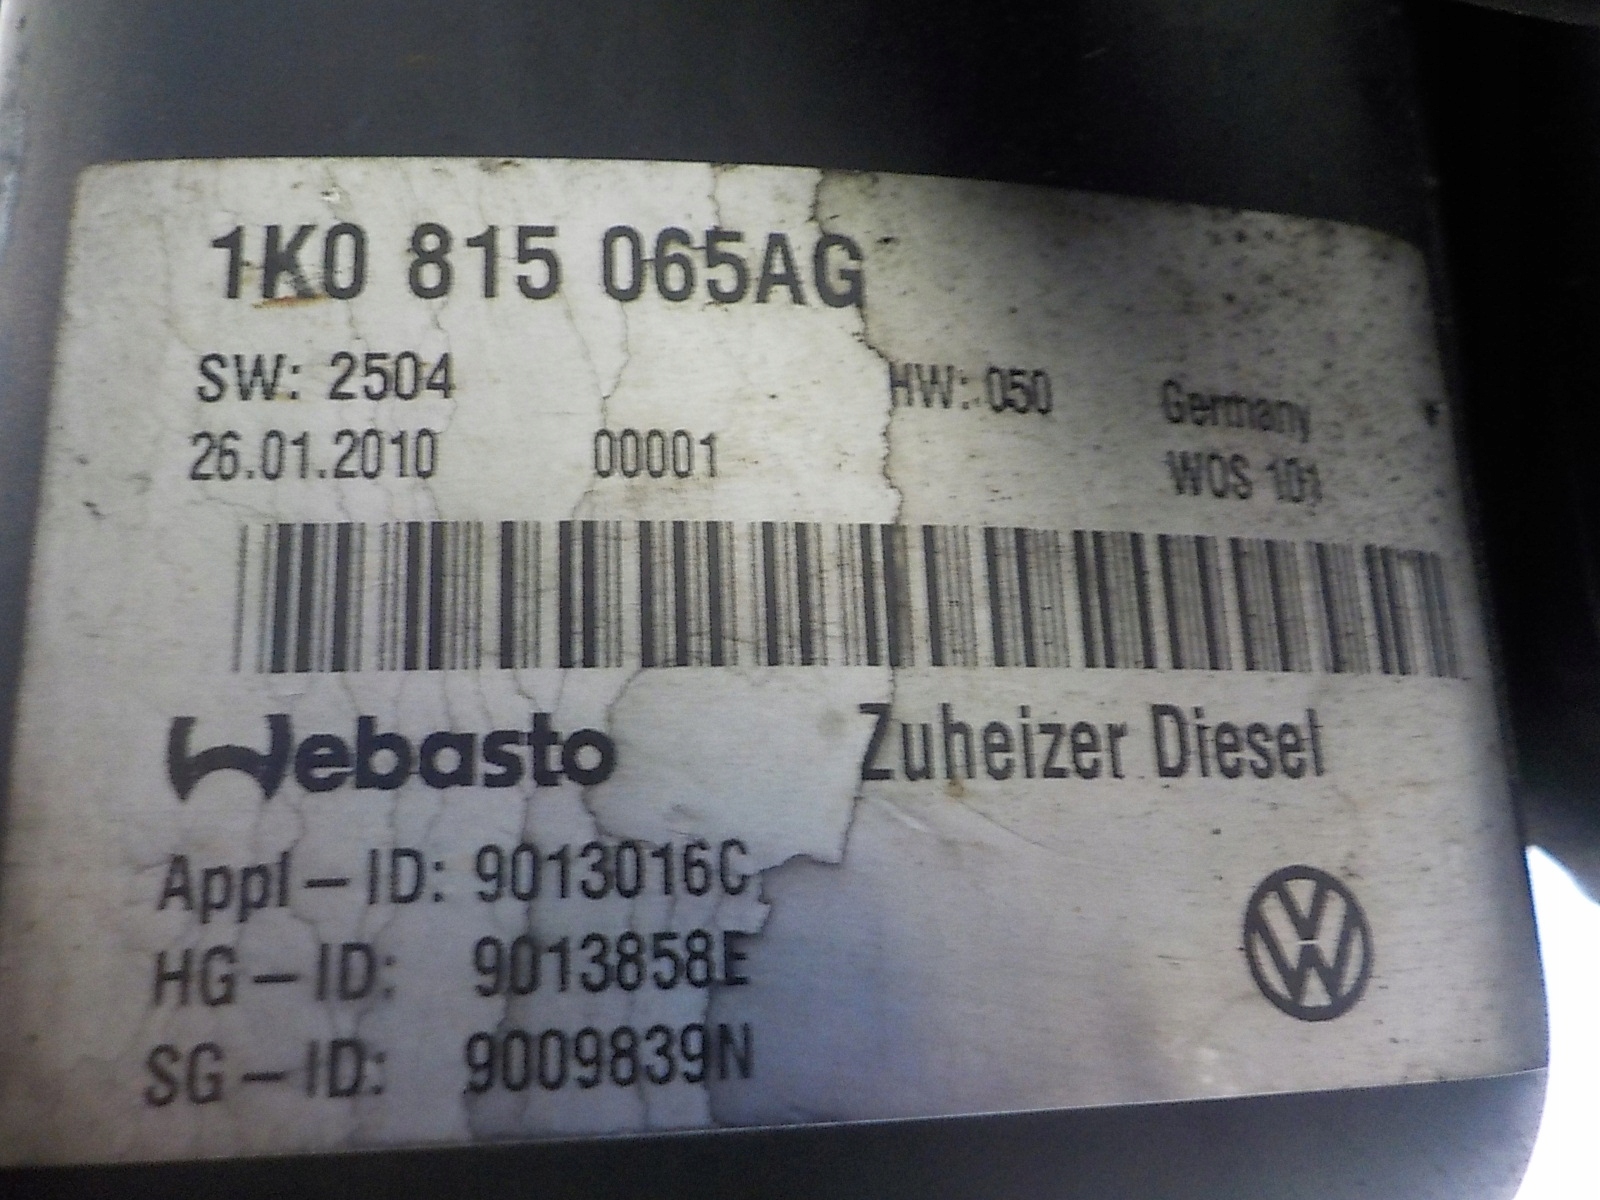 1K0 815 065AG
SW: 2504 HW: 050 Germany
26.01.2010 00001 WOS 101
Webasto Zuheizer Diesel
Appl-ID: 9013016C
HG-ID: 9013858E
SG-ID: 9009839N
VW